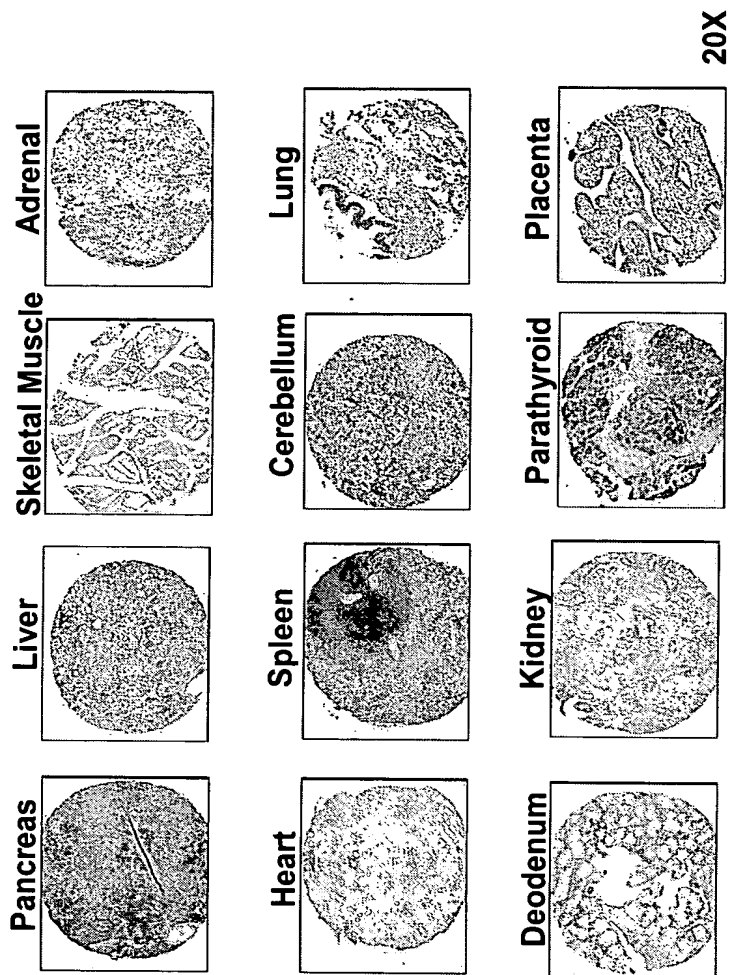 Pancreas
Liver
Skeletal Muscle
Adrenal
Heart
Spleen
Cerebellum
Lung
Deodenum
Kidney
Parathyroid
Placenta
20X